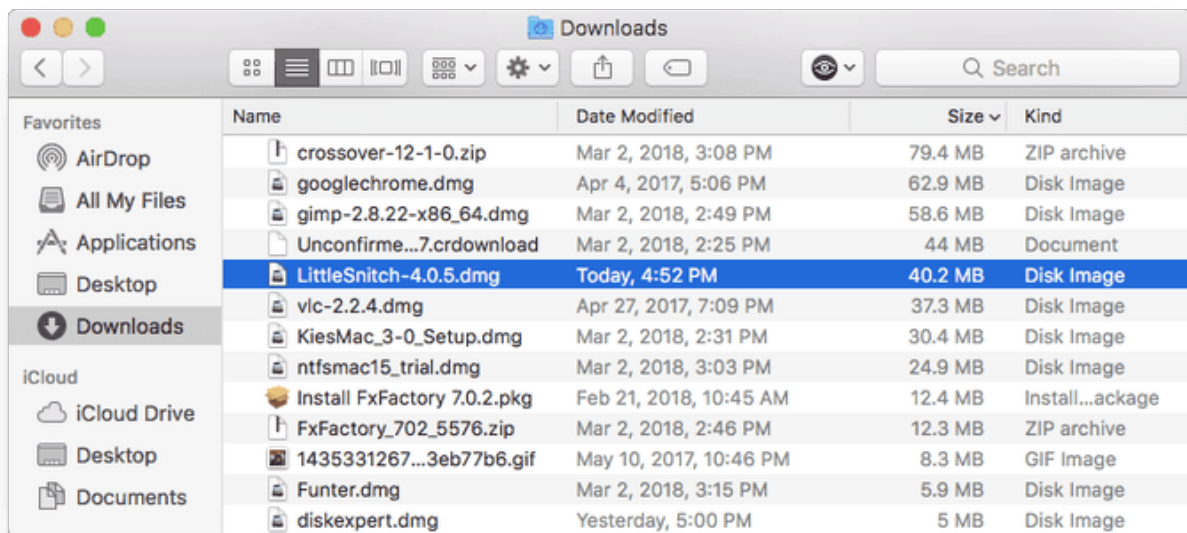 Downloads
Search
Favorites
AirDrop
All My Files
Applications
Desktop
Downloads
iCloud
iCloud Drive
Desktop
Documents
Name Date Modified Size Kind
crossover-12-1-0.zip Mar 2, 2018, 3:08 PM 79.4 MB ZIP archive
googlechrome.dmg Apr 4, 2017, 5:06 PM 62.9 MB Disk Image
gimp-2.8.22-x86_64.dmg Mar 2, 2018, 2:49 PM 58.6 MB Disk Image
Unconfirme...7.crdownload Mar 2, 2018, 2:25 PM 44 MB Document
LittleSnitch-4.0.5.dmg Today, 4:52 PM 40.2 MB Disk Image
vlc-2.2.4.dmg Apr 27, 2017, 7:09 PM 37.3 MB Disk Image
KiesMac_3-0_Setup.dmg Mar 2, 2018, 2:31 PM 30.4 MB Disk Image
ntfsmac15_trial.dmg Mar 2, 2018, 3:03 PM 24.9 MB Disk Image
Install FxFactory 7.0.2.pkg Feb 21, 2018, 10:45 AM 12.4 MB Install...ackage
FxFactory_702_5576.zip Mar 2, 2018, 2:46 PM 12.3 MB ZIP archive
1435331267...3eb77b6.gif May 10, 2017, 10:46 PM 8.3 MB GIF Image
Funter.dmg Mar 2, 2018, 3:15 PM 5.9 MB Disk Image
diskexpert.dmg Yesterday, 5:00 PM 5 MB Disk Image